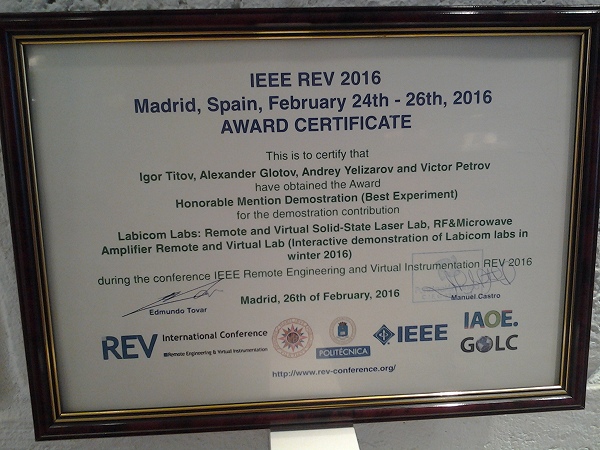 IEEE REV 2016
Madrid, Spain, February 24th - 26th, 2016
AWARD CERTIFICATE
This is to certify that
Igor Titov, Alexander Glotov, Andrey Yelizarov and Victor Petrov
have obtained the Award
Honorable Mention Demostration (Best Experiment)
for the demostration contribution
Labicom Labs: Remote and Virtual Solid-State Laser Lab, RF&Microwave
Amplifier Remote and Virtual Lab (Interactive demonstration of Labicom labs in
winter 2016)
during the conference IEEE Remote Engineering and Virtual Instrumentation REV 2016
Madrid, 26th of February, 2016
Edmundo Tovar
Manuel Castro
REV International Conference
Remote Engineering & Virtual Instrumentation
POLITÉCNICA
IEEE
IAOE.
GOLC
http://www.rev-conference.org/